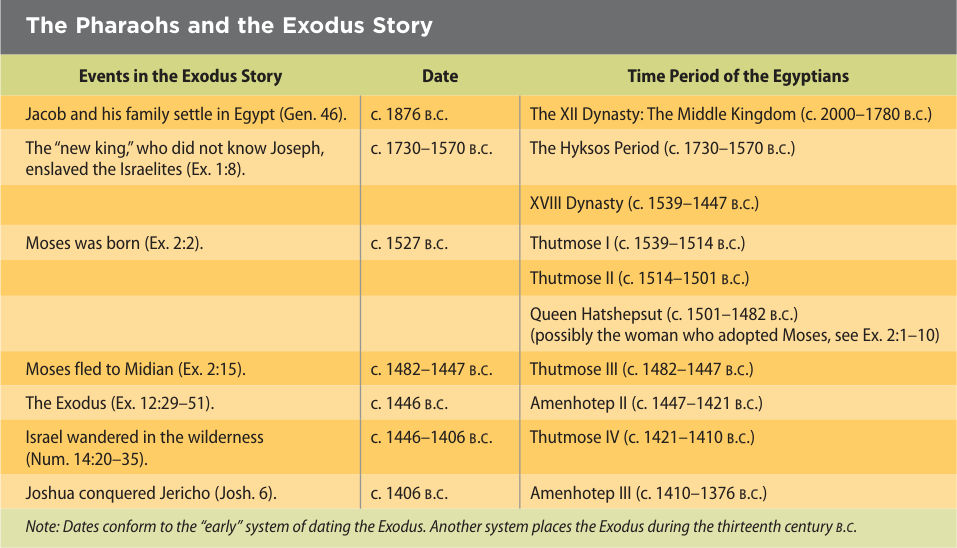 The Pharaohs and the Exodus Story
Events in the Exodus Story Date Time Period of the Egyptians
Jacob and his family settle in Egypt (Gen. 46). c. 1876 B.C. The XII Dynasty: The Middle Kingdom (c. 2000–1780 B.C.)
The “new king,” who did not know Joseph, c. 1730–1570 B.C. The Hyksos Period (c. 1730–1570 B.C.)
enslaved the Israelites (Ex. 1:8).
XVIII Dynasty (c. 1539–1447 B.C.)
Moses was born (Ex. 2:2). c. 1527 B.C. Thutmose I (c. 1539–1514 B.C.)
Thutmose II (c. 1514–1501 B.C.)
Queen Hatshepsut (c. 1501–1482 B.C.)
(possibly the woman who adopted Moses, see Ex. 2:1–10)
Moses fled to Midian (Ex. 2:15). c. 1482–1447 B.C. Thutmose III (c. 1482–1447 B.C.)
The Exodus (Ex. 12:29–51). c. 1446 B.C. Amenhotep II (c. 1447–1421 B.C.)
Israel wandered in the wilderness c. 1446–1406 B.C. Thutmose IV (c. 1421–1410 B.C.)
(Num. 14:20–35).
Joshua conquered Jericho (Josh. 6). c. 1406 B.C. Amenhotep III (c. 1410–1376 B.C.)
Note: Dates conform to the “early” system of dating the Exodus. Another system places the Exodus during the thirteenth century B.C.